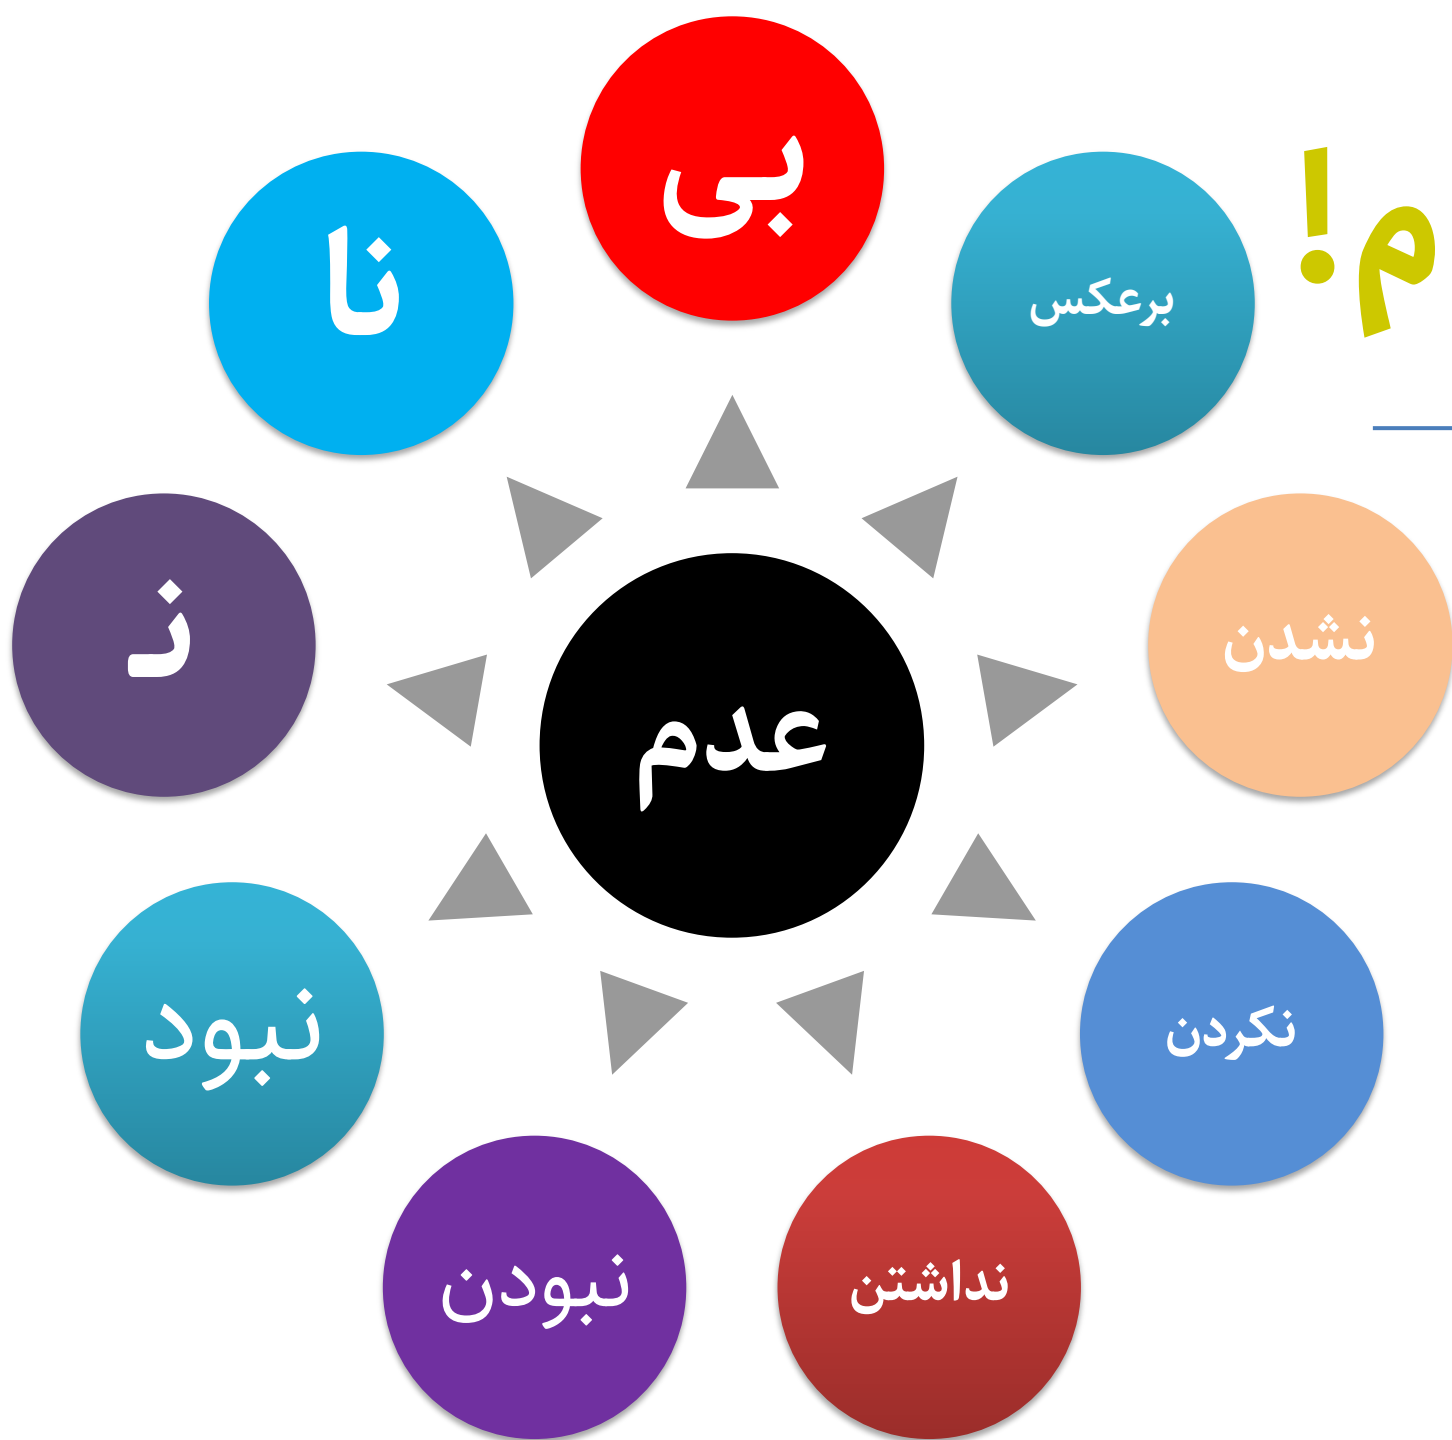 م!
بی
برعکس
نشدن
نکردن
نداشتن
نبودن
نبود
نـ
نا
عدم